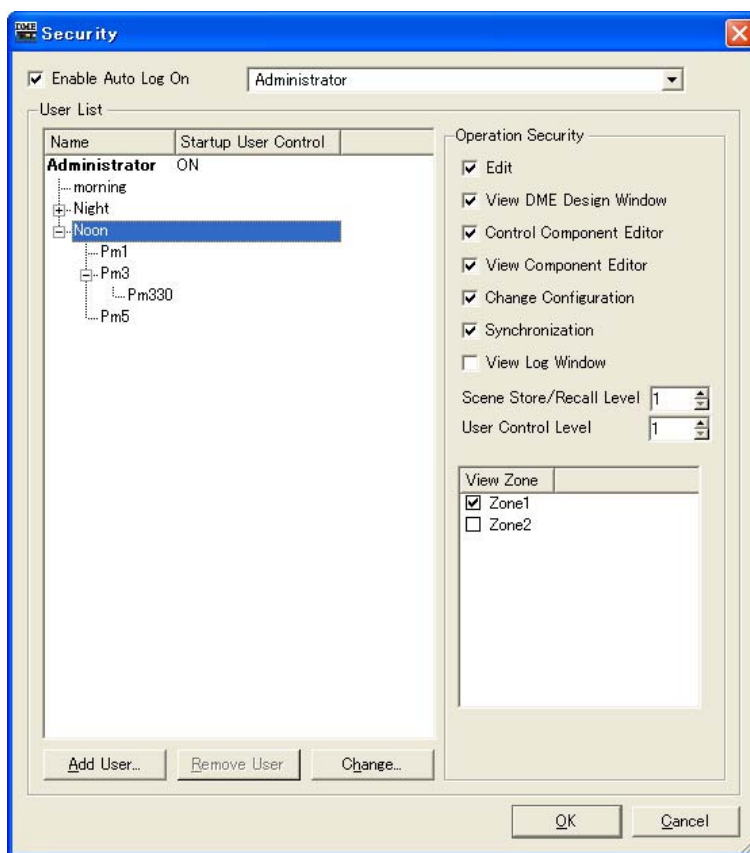 DME Security
Enable Auto Log On Administrator
User List
Name Startup User Control
Administrator ON
morning
Night
Noon
Pm1
Pm3
Pm330
Pm5
Add User... Remove User Change...
Operation Security
Edit
View DME Design Window
Control Component Editor
View Component Editor
Change Configuration
Synchronization
View Log Window
Scene Store/Recall Level 1
User Control Level 1
View Zone
Zone1
Zone2
OK Cancel